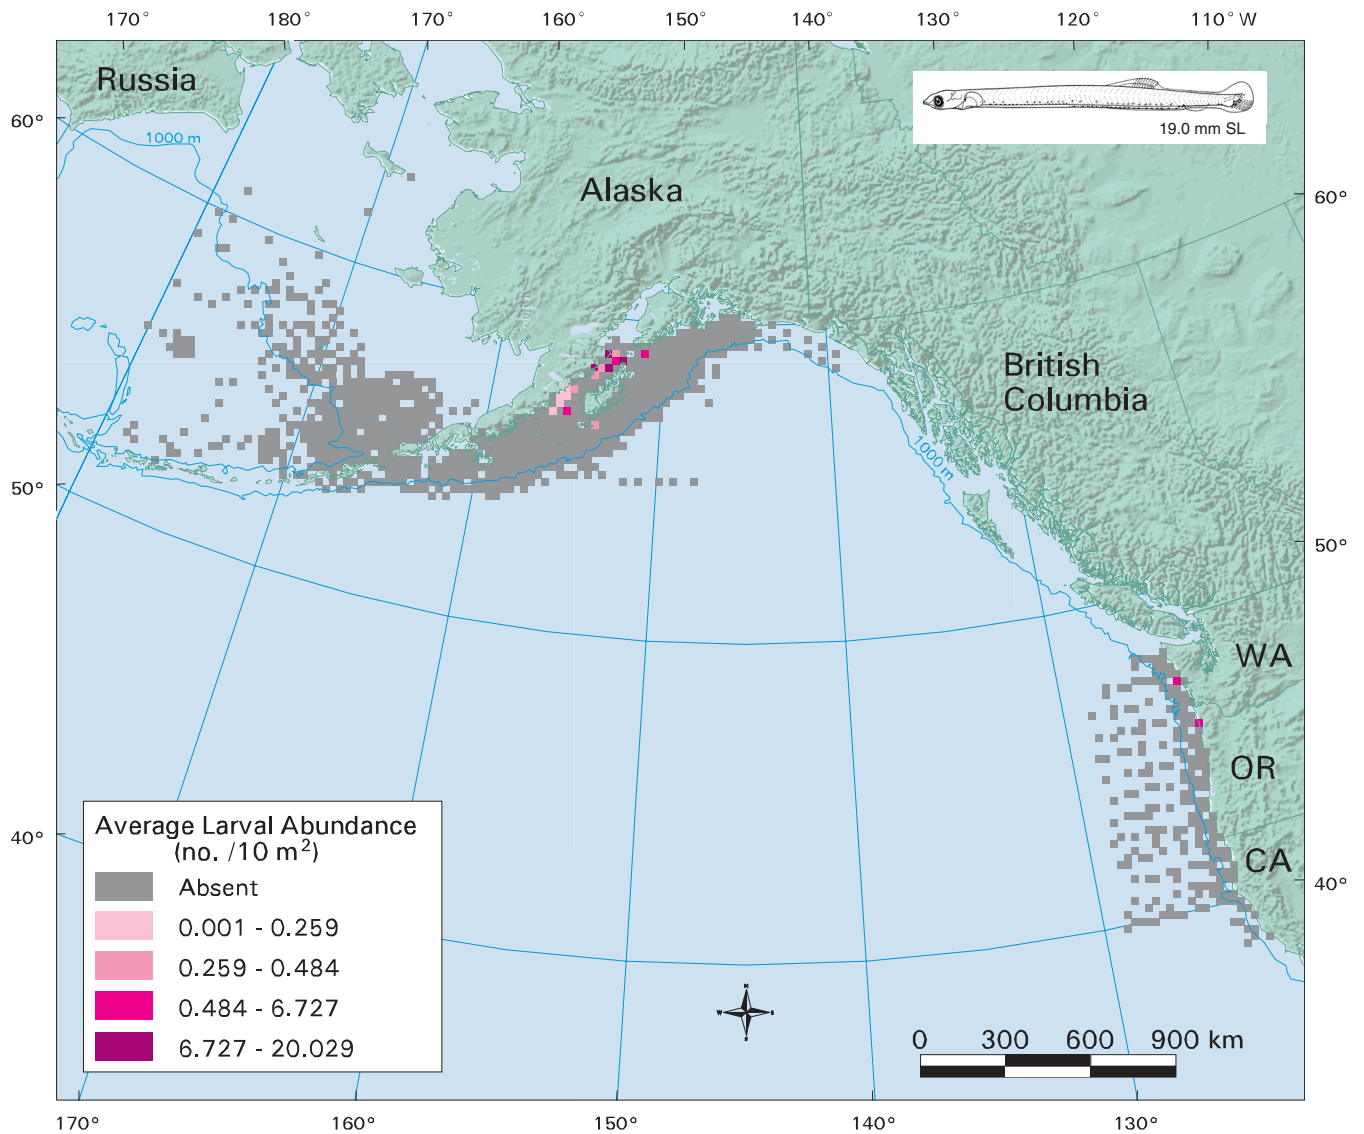 170° 180° 170° 160° 150° 140° 130° 120° 110° W
Russia
60°
1000 m
19.0 mm SL
Alaska
60°
British
Columbia
1000 m
50°
50°
WA
OR
CA
40°
40°
Average Larval Abundance
(no. /10 m²)
Absent
0.001 - 0.259
0.259 - 0.484
0.484 - 6.727
6.727 - 20.029
N
W
S
0 300 600 900 km
170° 160° 150° 140° 130°